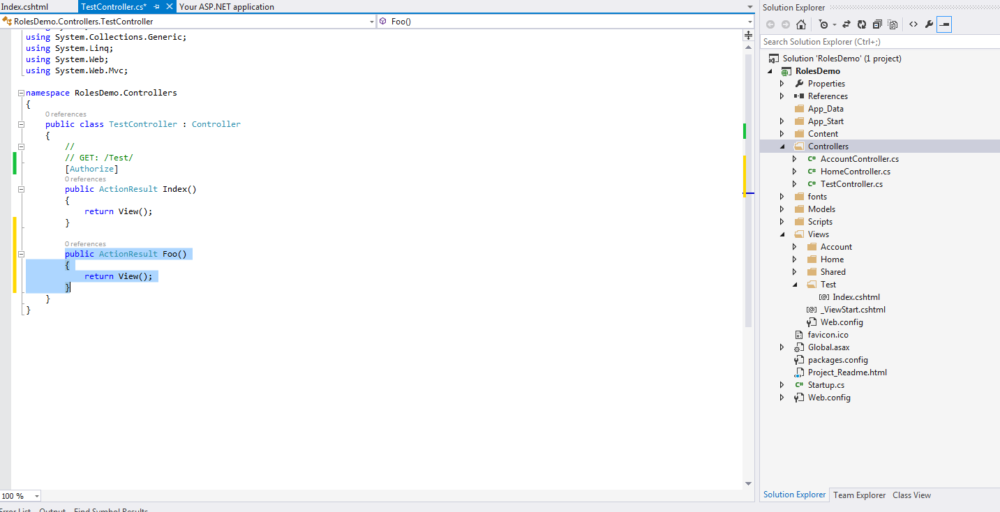 Index.cshtml
TestController.cs*
Your ASP.NET application
RolesDemo.Controllers.TestController
Foo()
using System.Collections.Generic;
using System.Linq;
using System.Web;
using System.Web.Mvc;
namespace RolesDemo.Controllers
{
0 references
public class TestController : Controller
{
//
// GET: /Test/
[Authorize]
0 references
public ActionResult Index()
{
return View();
}
0 references
public ActionResult Foo()
{
return View();
}
}
}
100 %
Output
Find Symbol Results
Solution Explorer
Search Solution Explorer (Ctrl+;)
Solution 'RolesDemo' (1 project)
RolesDemo
Properties
References
App_Data
App_Start
Content
Controllers
C# AccountController.cs
C# HomeController.cs
C# TestController.cs
fonts
Models
Scripts
Views
Account
Home
Shared
Test
[@] Index.cshtml
[@] _ViewStart.cshtml
Web.config
favicon.ico
Global.asax
packages.config
Project_Readme.html
C# Startup.cs
Web.config
Solution Explorer
Team Explorer
Class View